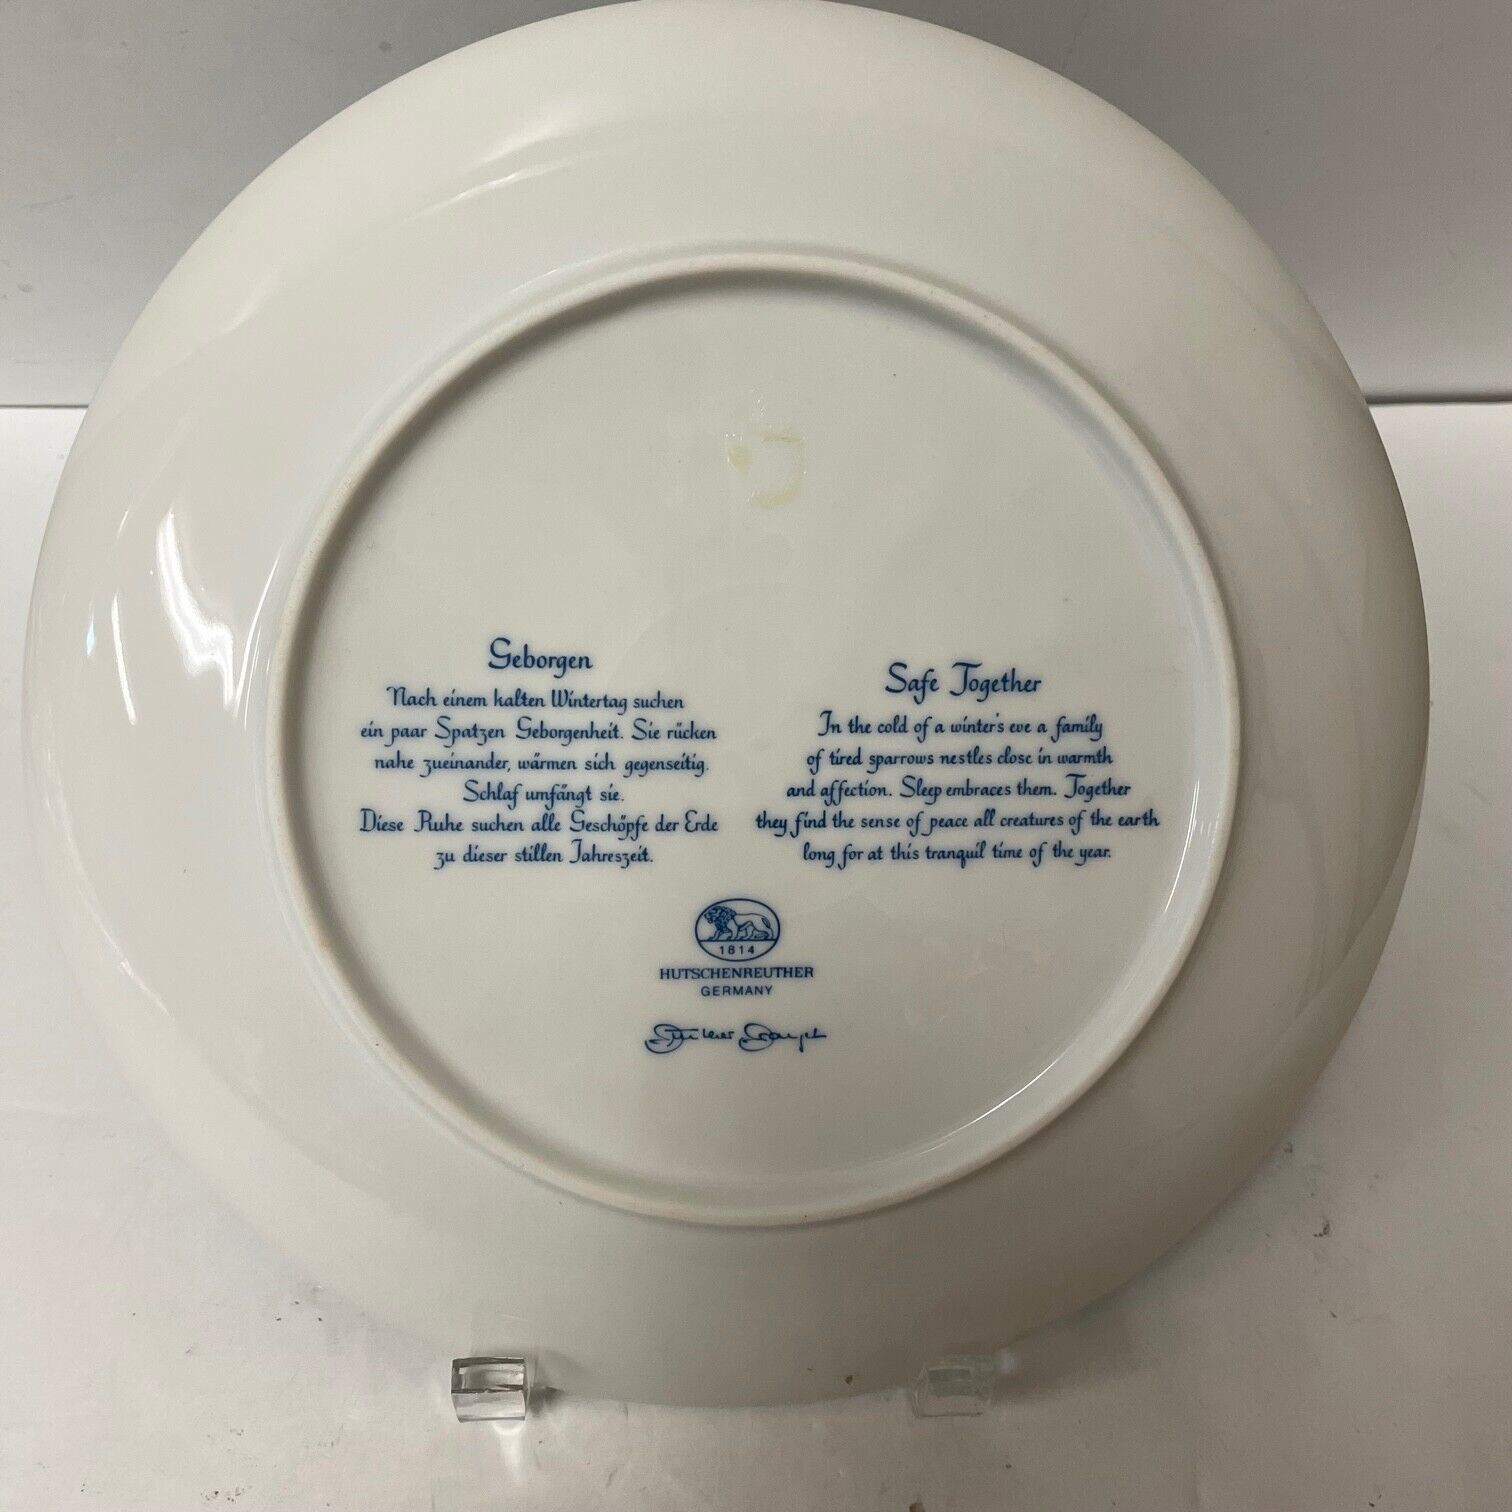 Geborgen
Nach einem kalten Wintertag suchen
ein paar Spatzen Geborgenheit. Sie rücken
nahe zueinander, wärmen sich gegenseitig.
Schlaf umfängt sie.
Diese Ruhe suchen alle Geschöpfe der Erde
zu dieser stillen Jahreszeit.
Safe Together
In the cold of a winter's eve a family
of tired sparrows nestles close in warmth
and affection. Sleep embraces them. Together
they find the sense of peace all creatures of the earth
long for at this tranquil time of the year.
1814
HUTSCHENREUTHER
GERMANY